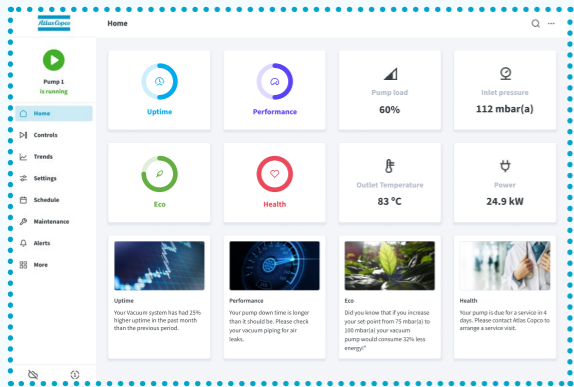 Atlas Copco
Home
Pump 1
is running
Home
Controls
Trends
Settings
Schedule
Maintenance
Alerts
More
Uptime
Performance
Pump load
60%
Inlet pressure
112 mbar(a)
Eco
Health
Outlet Temperature
83 °C
Power
24.9 kW
Uptime
Your Vacuum system has had 25%
higher uptime in the past month
than the previous period.
Performance
Your pump down time is longer
than it should be. Please check
your vacuum piping for air
leaks.
Eco
Did you know that if you increase
your set-point from 75 mbar(a) to
100 mbar(a) your vacuum
pump would consume 32% less
energy!"
Health
Your pump is due for a service in 4
days. Please contact Atlas Copco to
arrange a service visit.